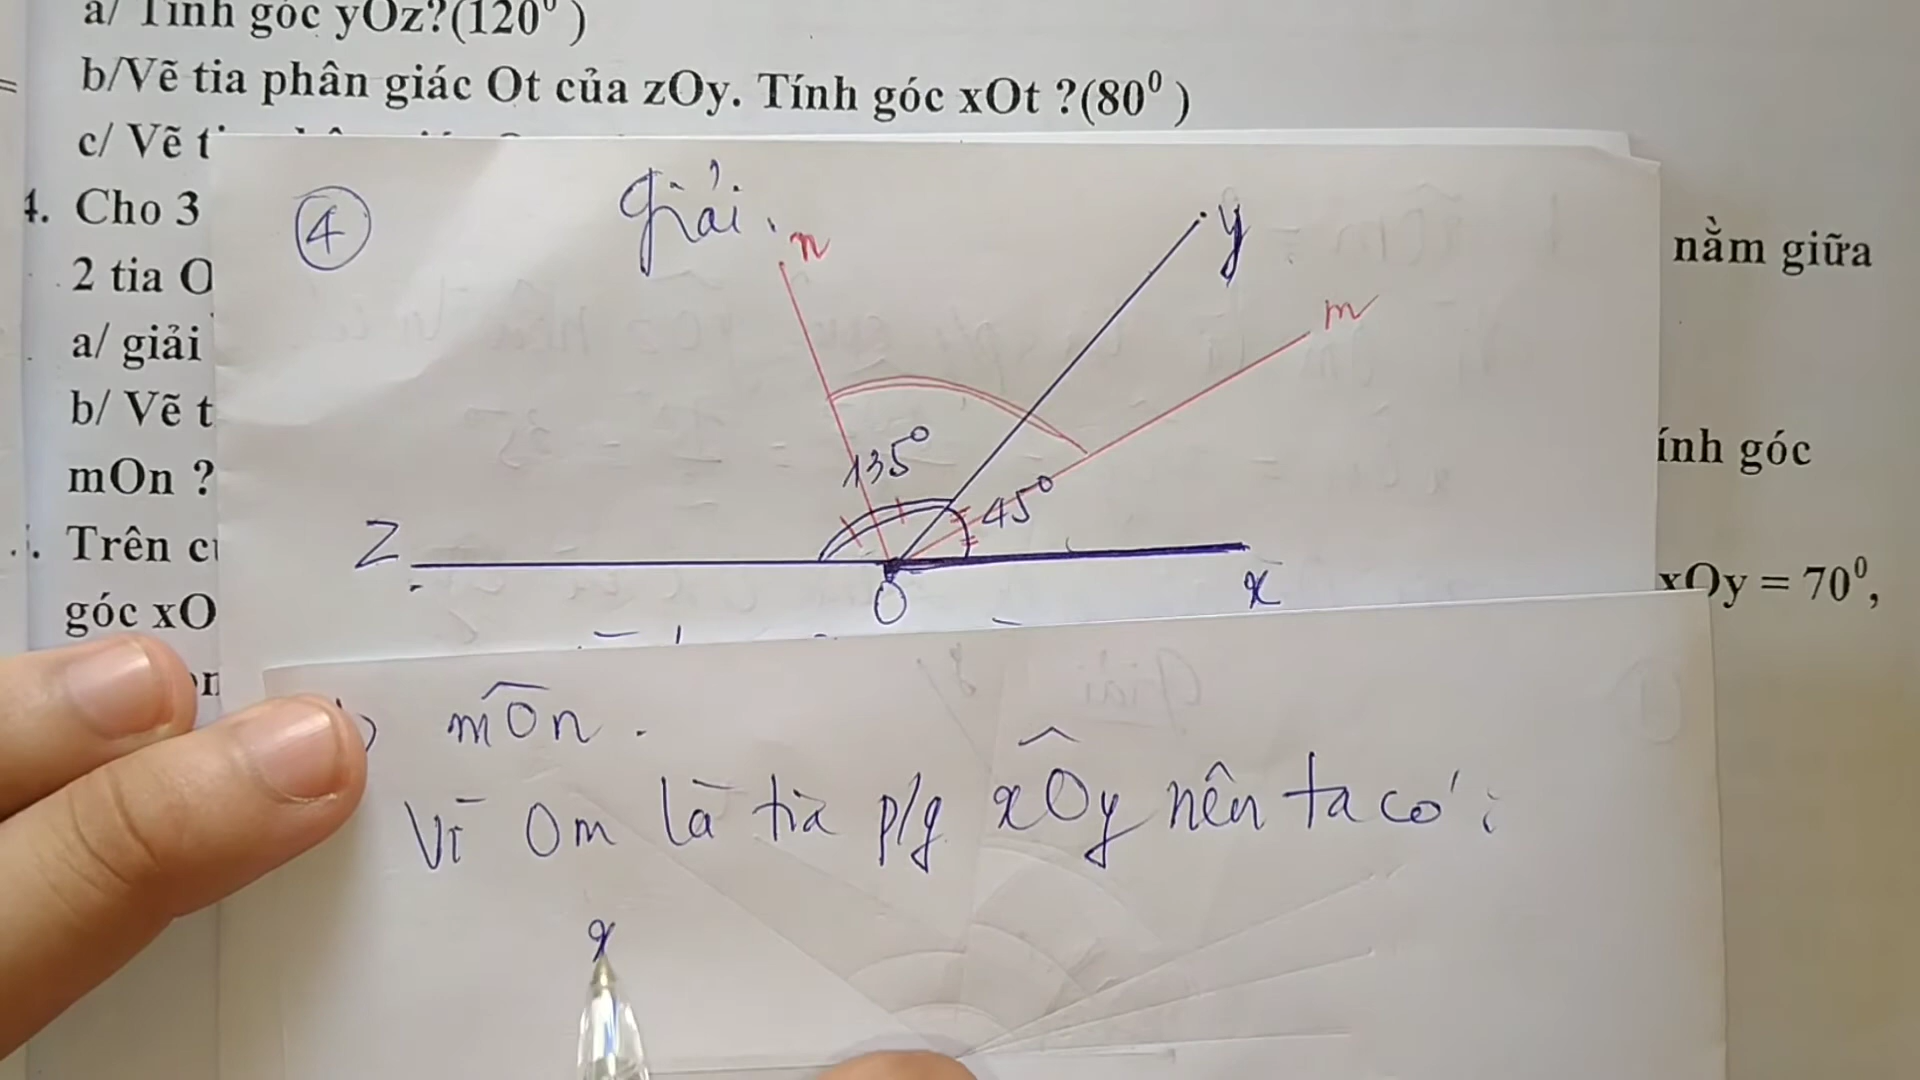 a/ Tính góc yOz?(120⁰ )
b/Vẽ tia phân giác Ot của zOy. Tính góc xOt ?(80⁰ )
c/ Vẽ t
4. Cho 3
nằm giữa
2 tia O
a/ giải
b/ Vẽ t
ính góc
mOn ?
Trên c
xOy = 70⁰,
góc xO
④ Giải.
n
y
m
135⁰
45⁰
Z
O
x
mOn.
Vì Om là tia p/g xOy nên ta có:
x